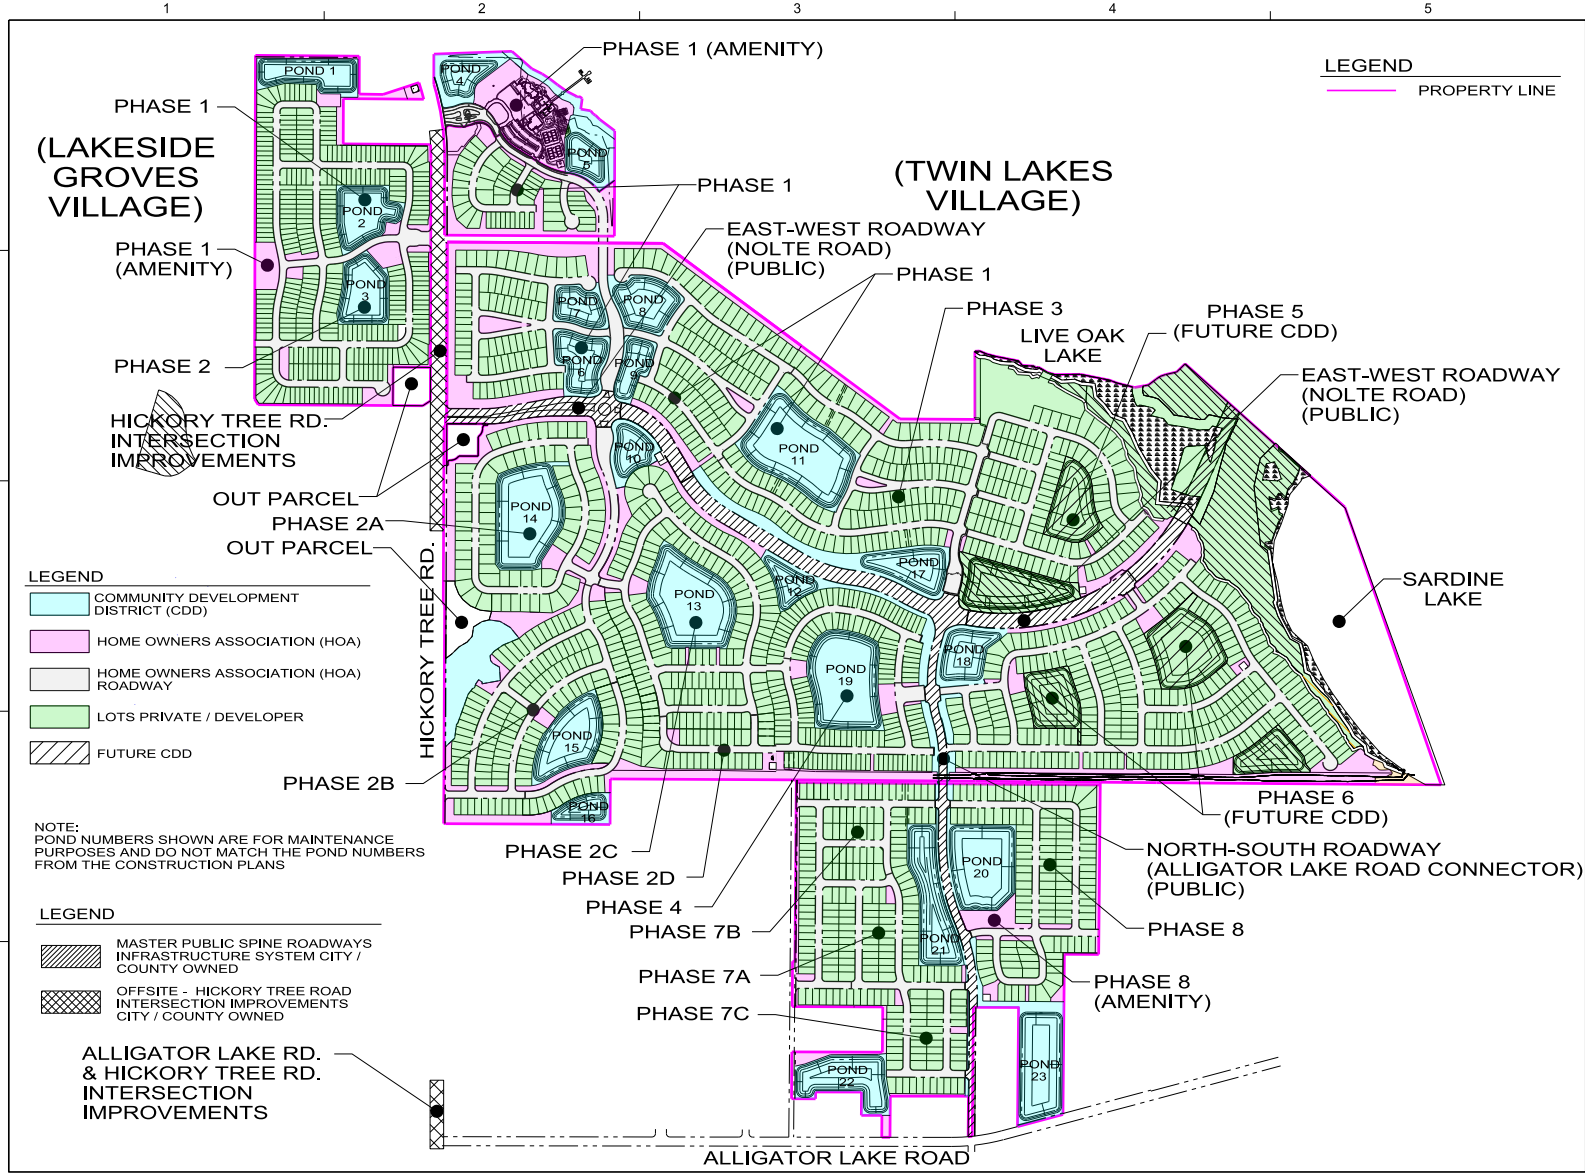 1
2
3
4
5
PHASE 1 (AMENITY)
LEGEND
PROPERTY LINE
POND 1
POND
4
PHASE 1
(LAKESIDE
GROVES
VILLAGE)
POND
5
PHASE 1
(TWIN LAKES
VILLAGE)
POND
2
EAST-WEST ROADWAY
(NOLTE ROAD)
(PUBLIC)
PHASE 1
(AMENITY)
PHASE 1
POND
3
POND
7
POND
8
PHASE 3
PHASE 5
(FUTURE CDD)
LIVE OAK
LAKE
PHASE 2
POND
6
POND
9
EAST-WEST ROADWAY
(NOLTE ROAD)
(PUBLIC)
HICKORY TREE RD.
INTERSECTION
IMPROVEMENTS
POND
10
POND
11
OUT PARCEL
PHASE 2A
OUT PARCEL
POND
14
HICKORY TREE RD.
POND
17
POND
12
POND
13
SARDINE
LAKE
LEGEND
COMMUNITY DEVELOPMENT
DISTRICT (CDD)
HOME OWNERS ASSOCIATION (HOA)
HOME OWNERS ASSOCIATION (HOA)
ROADWAY
LOTS PRIVATE / DEVELOPER
FUTURE CDD
POND
18
POND
19
POND
15
PHASE 2B
POND
16
PHASE 6
(FUTURE CDD)
NOTE:
POND NUMBERS SHOWN ARE FOR MAINTENANCE
PURPOSES AND DO NOT MATCH THE POND NUMBERS
FROM THE CONSTRUCTION PLANS
PHASE 2C
PHASE 2D
PHASE 4
PHASE 7B
NORTH-SOUTH ROADWAY
(ALLIGATOR LAKE ROAD CONNECTOR)
(PUBLIC)
POND
20
PHASE 8
LEGEND
MASTER PUBLIC SPINE ROADWAYS
INFRASTRUCTURE SYSTEM CITY /
COUNTY OWNED
OFFSITE - HICKORY TREE ROAD
INTERSECTION IMPROVEMENTS
CITY / COUNTY OWNED
POND
21
PHASE 7A
PHASE 8
(AMENITY)
PHASE 7C
ALLIGATOR LAKE RD.
& HICKORY TREE RD.
INTERSECTION
IMPROVEMENTS
POND
22
POND
23
ALLIGATOR LAKE ROAD